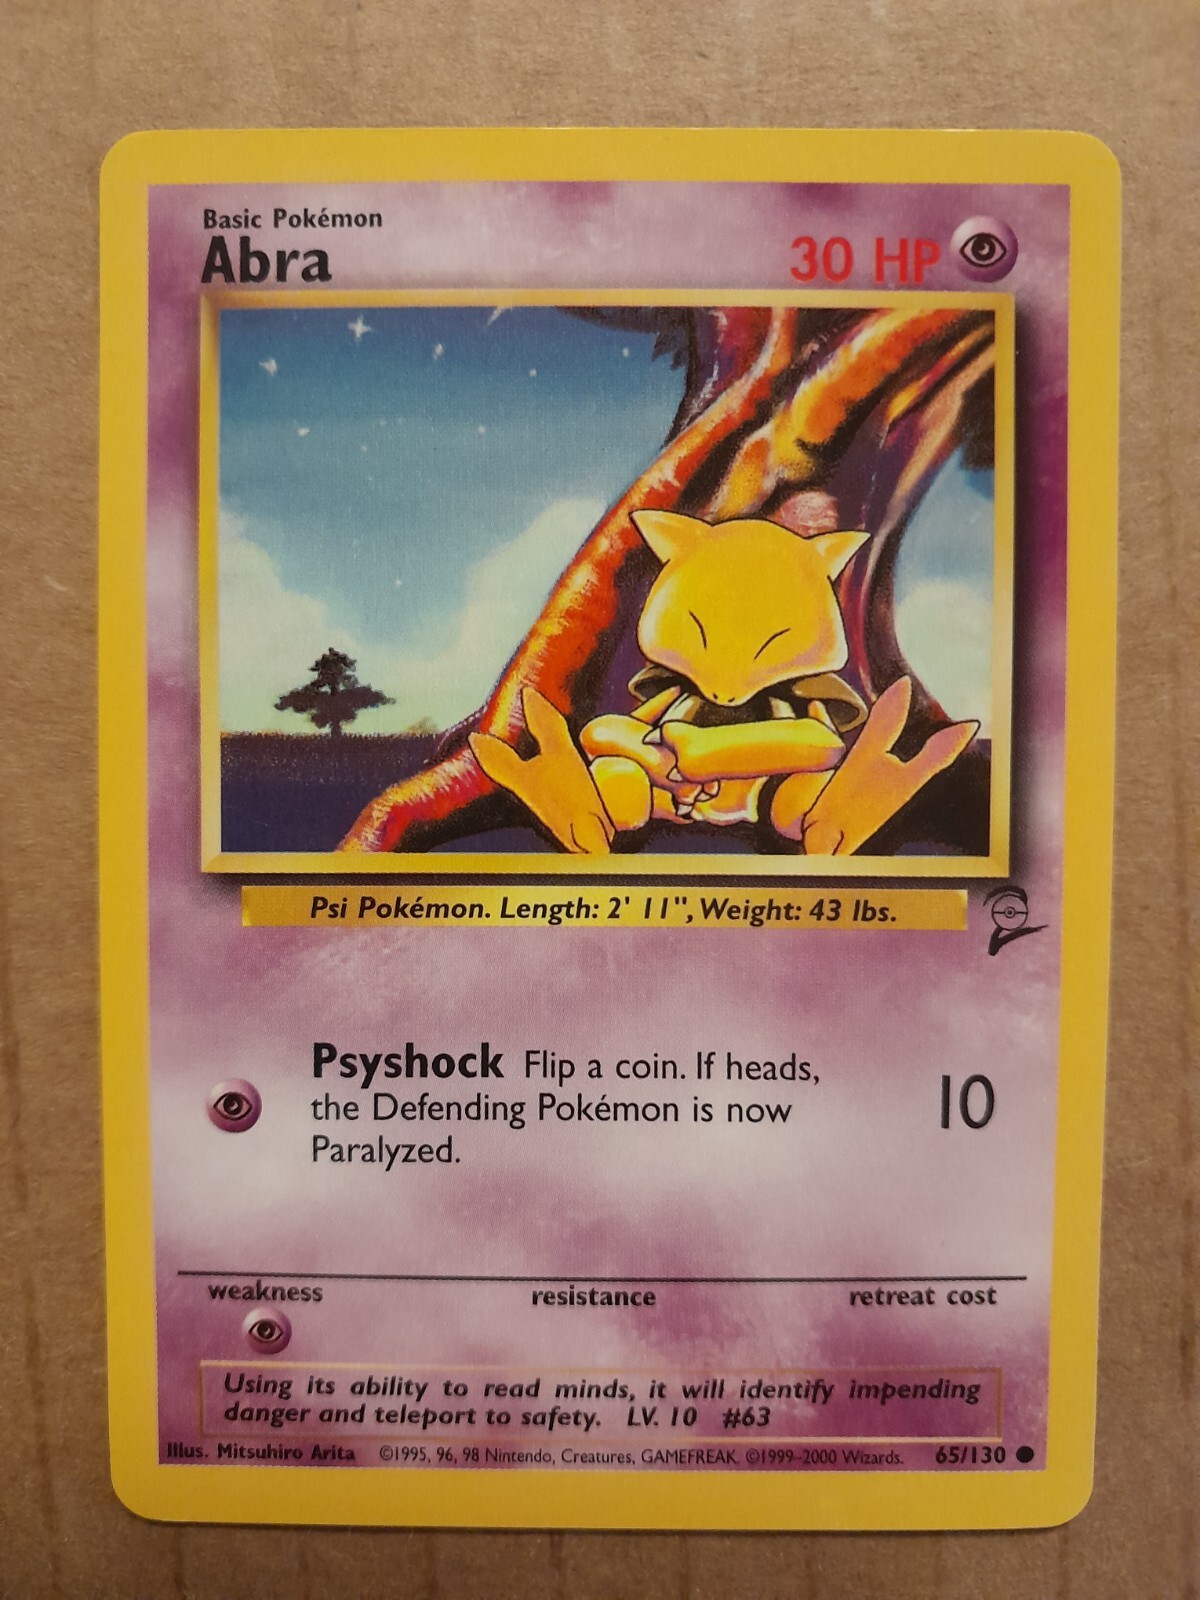 Basic Pokémon
Abra
30 HP
Psi Pokémon. Length: 2' 11", Weight: 43 lbs.
Psyshock Flip a coin. If heads,
the Defending Pokémon is now
Paralyzed.
10
weakness resistance retreat cost
Using its ability to read minds, it will identify impending
danger and teleport to safety. LV. 10 #63
Illus. Mitsuhiro Arita ©1995, 96, 98 Nintendo, Creatures, GAMEFREAK. ©1999–2000 Wizards. 65/130